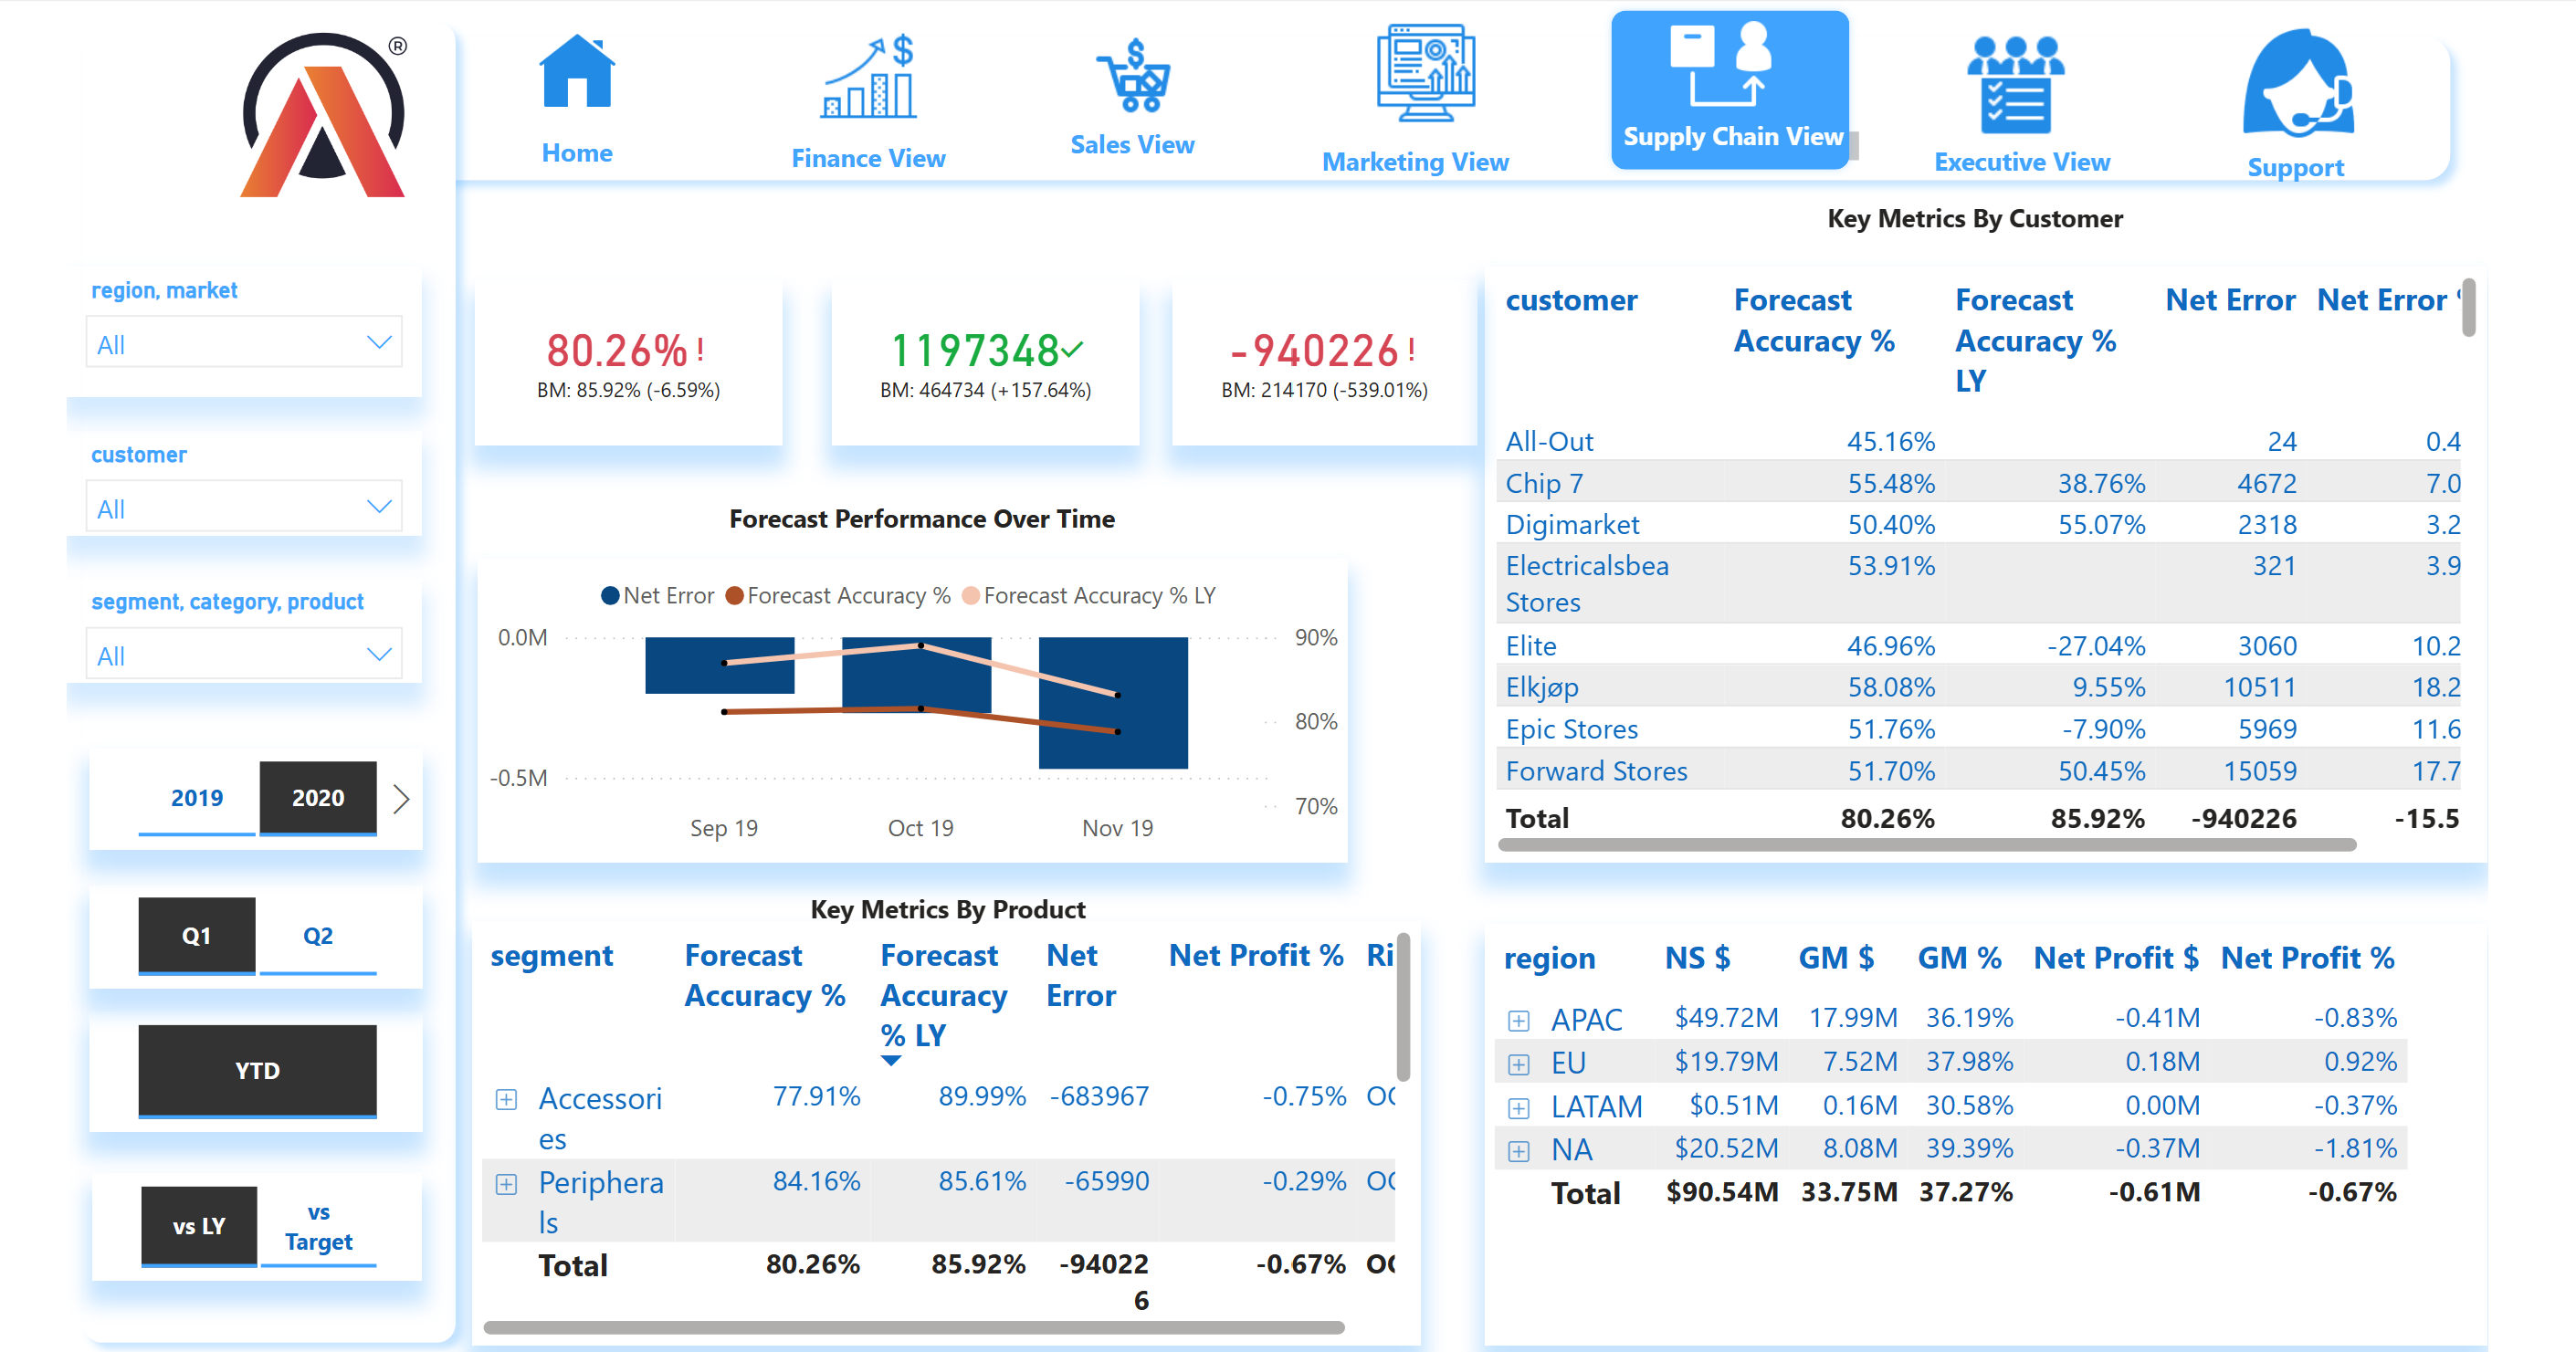 ®
Home
Finance View
Sales View
Marketing View
Supply Chain View
Executive View
Support
region, market
All
customer
All
segment, category, product
All
2019 2020
Q1 Q2
YTD
vs LY vs
Target
80.26%!
BM: 85.92% (-6.59%)
1197348
BM: 464734 (+157.64%)
-940226!
BM: 214170 (-539.01%)
Forecast Performance Over Time
Net Error Forecast Accuracy % Forecast Accuracy % LY
0.0M
-0.5M
90%
80%
70%
Sep 19 Oct 19 Nov 19
Key Metrics By Customer
customer Forecast Forecast Net Error Net Error
Accuracy % Accuracy %
LY
All-Out 45.16% 24 0.4
Chip 7 55.48% 38.76% 4672 7.0
Digimarket 50.40% 55.07% 2318 3.2
Electricalsbea 53.91% 321 3.9
Stores
Elite 46.96% -27.04% 3060 10.2
Elkjøp 58.08% 9.55% 10511 18.2
Epic Stores 51.76% -7.90% 5969 11.6
Forward Stores 51.70% 50.45% 15059 17.7
Total 80.26% 85.92% -940226 -15.5
Key Metrics By Product
segment Forecast Forecast Net Net Profit % Ri
Accuracy % Accuracy Error
% LY
Accessori 77.91% 89.99% -683967 -0.75%
es
Periphera 84.16% 85.61% -65990 -0.29%
ls
Total 80.26% 85.92% -94022 -0.67%
6
region NS $ GM $ GM % Net Profit $ Net Profit %
APAC $49.72M 17.99M 36.19% -0.41M -0.83%
EU $19.79M 7.52M 37.98% 0.18M 0.92%
LATAM $0.51M 0.16M 30.58% 0.00M -0.37%
NA $20.52M 8.08M 39.39% -0.37M -1.81%
Total $90.54M 33.75M 37.27% -0.61M -0.67%